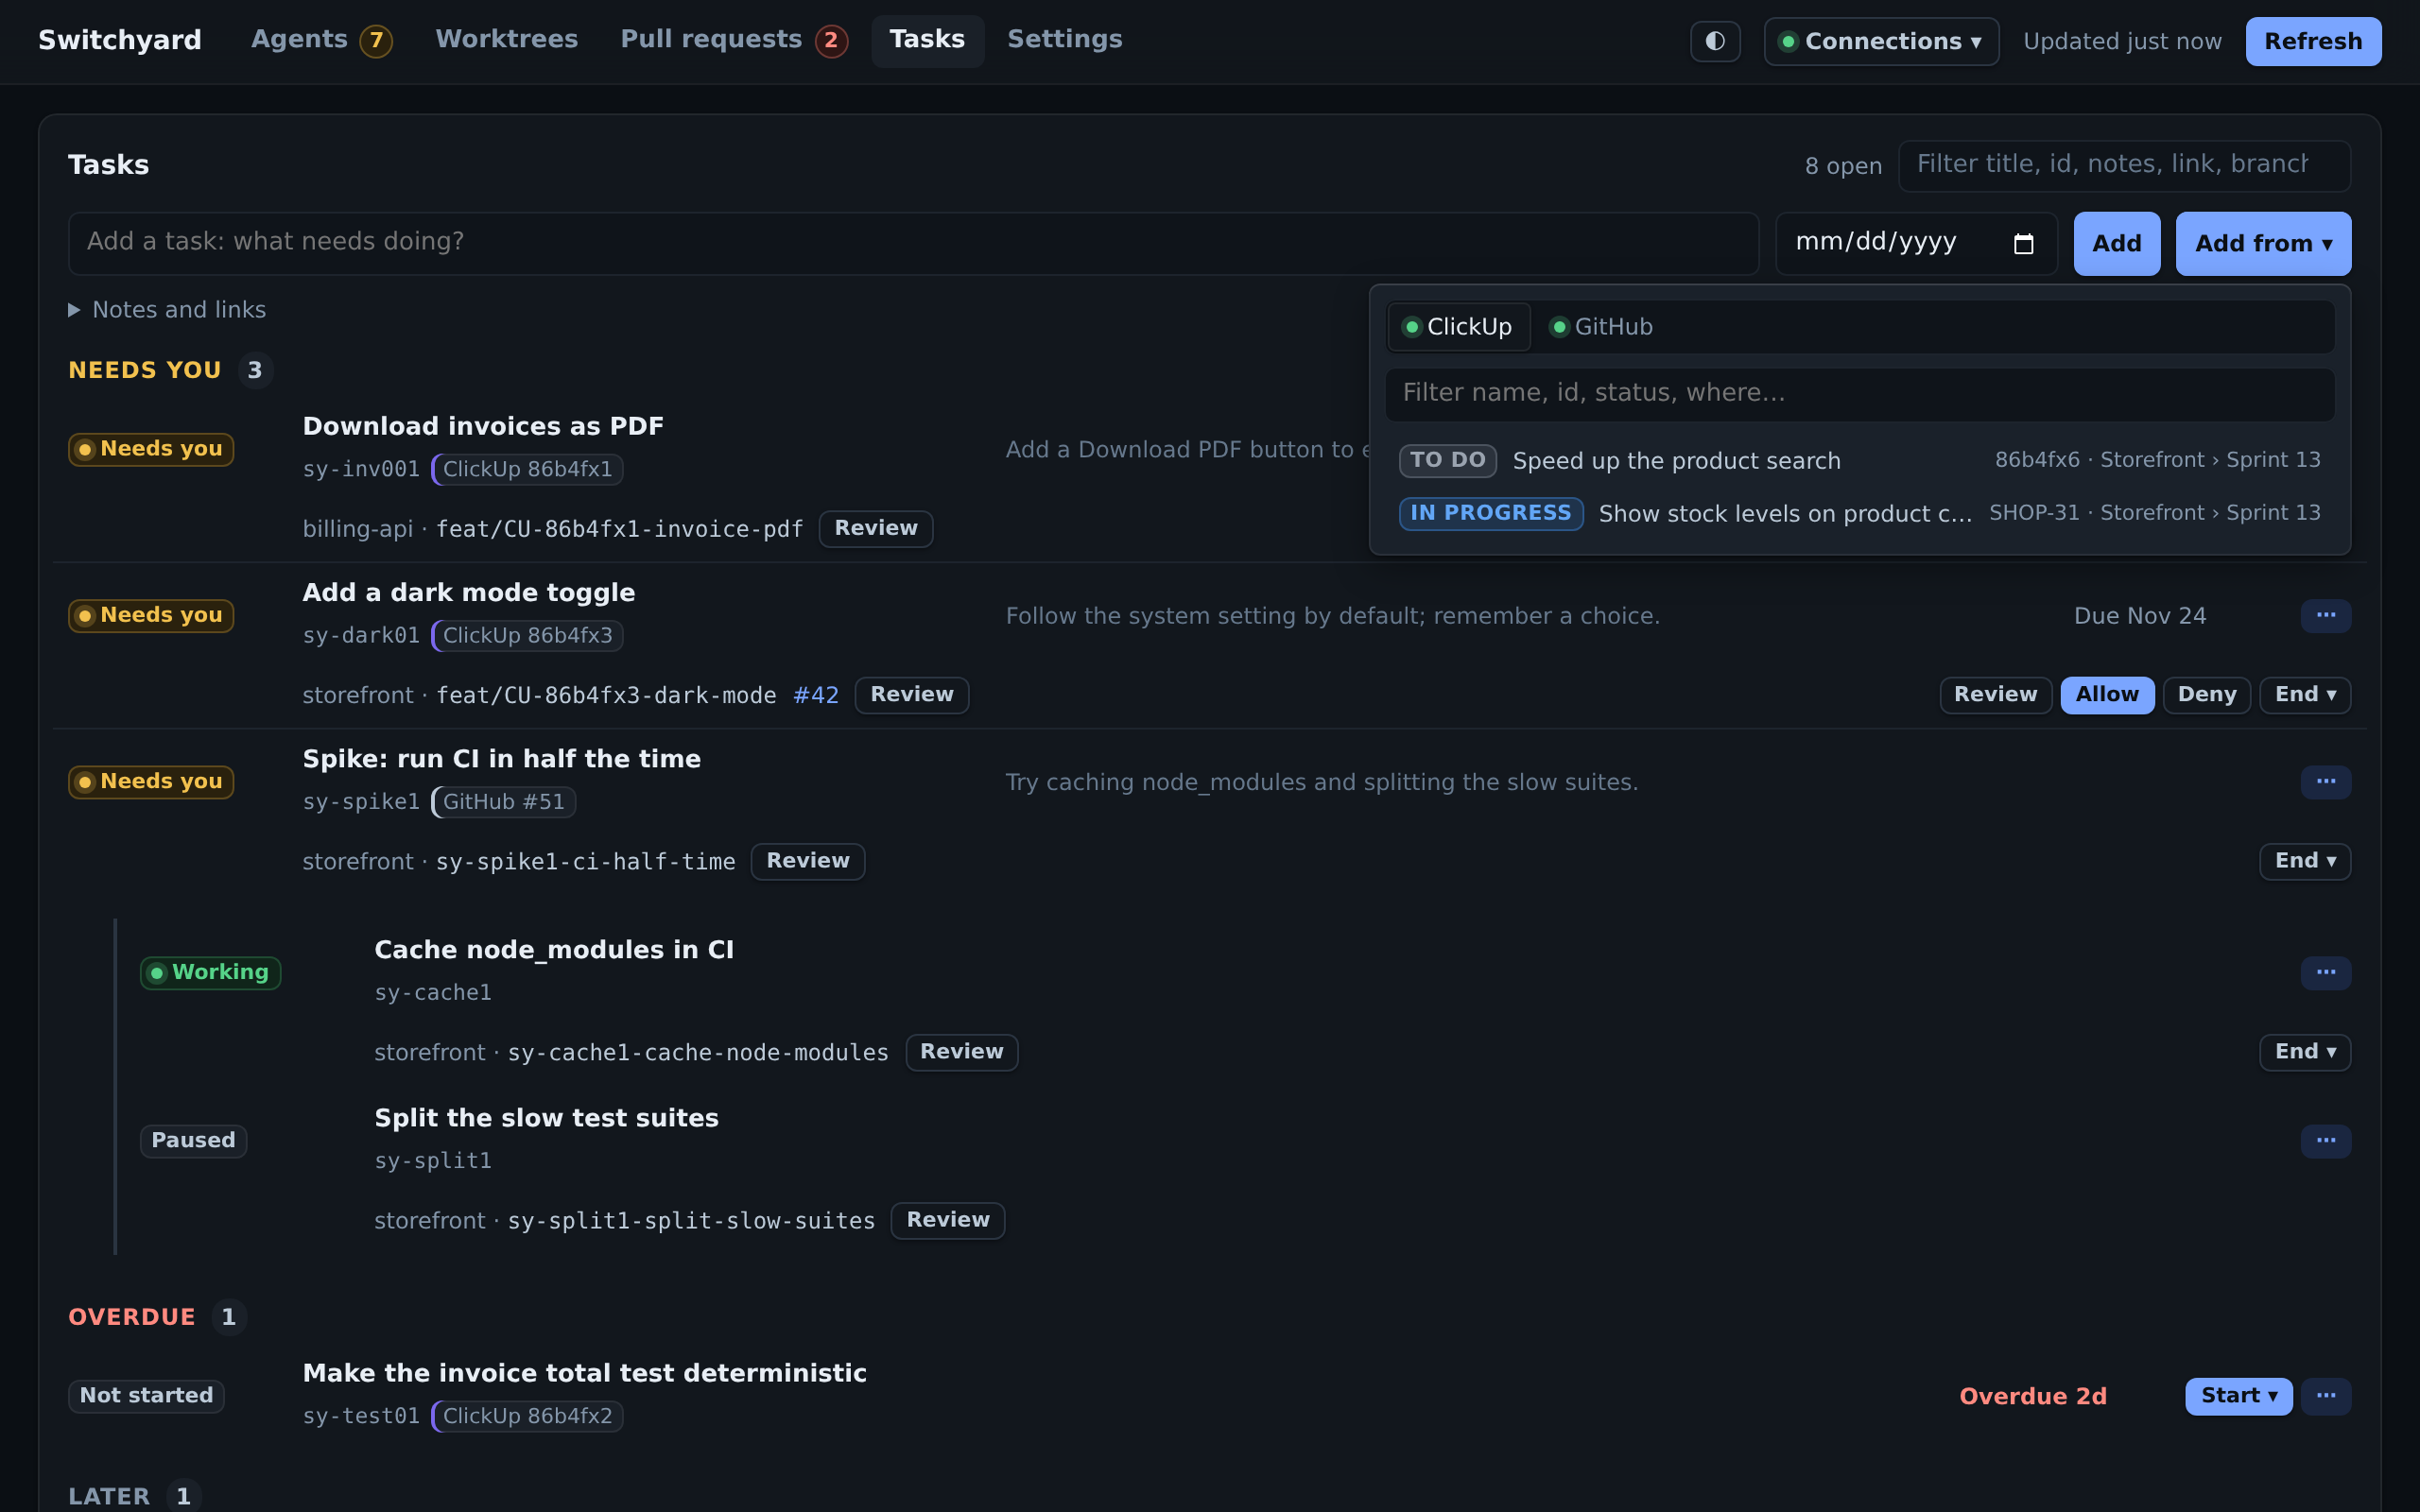 Switchyard Agents 7 Worktrees Pull requests 2 Tasks Settings Connections ▾ Updated just now Refresh
Tasks 8 open Filter title, id, notes, link, branch
Add a task: what needs doing? mm/dd/yyyy Add Add from ▾
Notes and links
ClickUp GitHub
Filter name, id, status, where...
TO DO Speed up the product search 86b4fx6 · Storefront › Sprint 13
IN PROGRESS Show stock levels on product c... SHOP-31 · Storefront › Sprint 13
NEEDS YOU 3
Needs you Download invoices as PDF Add a Download PDF button to
sy-inv001 ClickUp 86b4fx1
billing-api · feat/CU-86b4fx1-invoice-pdf Review
Needs you Add a dark mode toggle Follow the system setting by default; remember a choice. Due Nov 24 ...
sy-dark01 ClickUp 86b4fx3
storefront · feat/CU-86b4fx3-dark-mode #42 Review Review Allow Deny End ▾
Needs you Spike: run CI in half the time Try caching node_modules and splitting the slow suites. ...
sy-spike1 GitHub #51
storefront · sy-spike1-ci-half-time Review End ▾
Working Cache node_modules in CI ...
sy-cache1
storefront · sy-cache1-cache-node-modules Review End ▾
Paused Split the slow test suites ...
sy-split1
storefront · sy-split1-split-slow-suites Review
OVERDUE 1
Not started Make the invoice total test deterministic Overdue 2d Start ▾ ...
sy-test01 ClickUp 86b4fx2
LATER 1